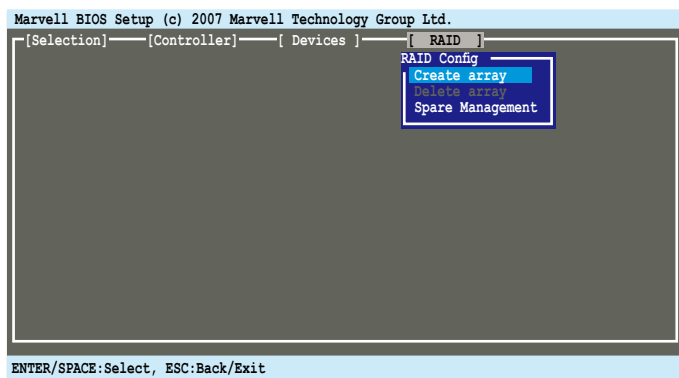 Marvell BIOS Setup (c) 2007 Marvell Technology Group Ltd.
[Selection] [Controller] [ Devices ] [ RAID ]
RAID Config
Create array
Delete array
Spare Management
ENTER/SPACE:Select, ESC:Back/Exit